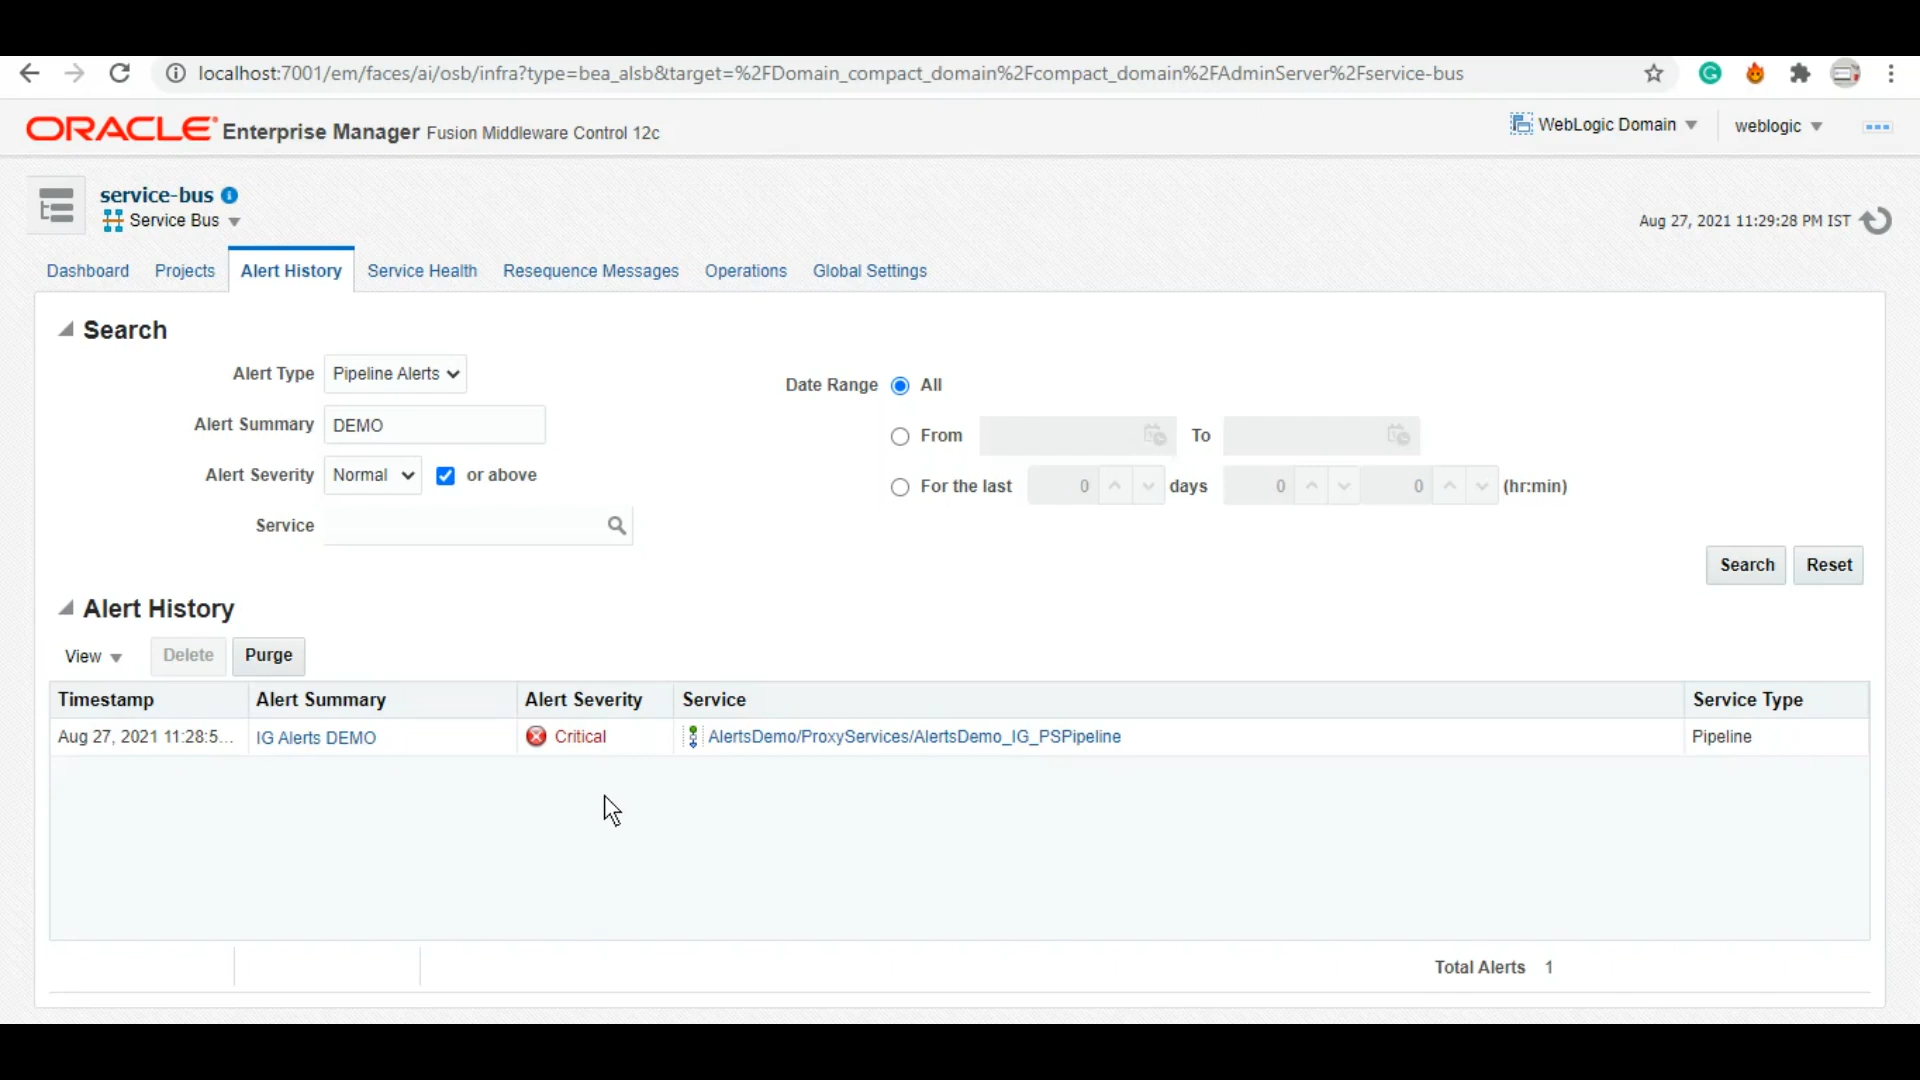 localhost:7001/em/faces/ai/osb/infra?type=bea_alsb&target=%2FDomain_compact_domain%2Fcompact_domain%2FAdminServer%2Fservice-bus
ORACLE Enterprise Manager Fusion Middleware Control 12c WebLogic Domain weblogic
service-bus
Service Bus Aug 27, 2021 11:29:28 PM IST
Dashboard Projects Alert History Service Health Resequence Messages Operations Global Settings
Search
Alert Type Pipeline Alerts Date Range All
Alert Summary DEMO From To
Alert Severity Normal or above For the last 0 days 0 0 (hr:min)
Service
Search Reset
Alert History
View Delete Purge
Timestamp Alert Summary Alert Severity Service Service Type
Aug 27, 2021 11:28:5... IG Alerts DEMO Critical AlertsDemo/ProxyServices/AlertsDemo_IG_PSPipeline Pipeline
Total Alerts 1